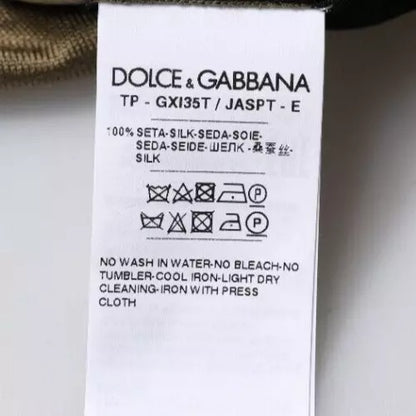 DOLCE & GABBANA
TP - GXI35T / JASPT - E
100% SETA-SILK-SEDA-SOIE-
SEDA-SEIDE-ШЕЛК -桑蚕丝-
SILK
P
P
NO WASH IN WATER-NO BLEACH-NO
TUMBLER-COOL IRON-LIGHT DRY
CLEANING-IRON WITH PRESS
CLOTH